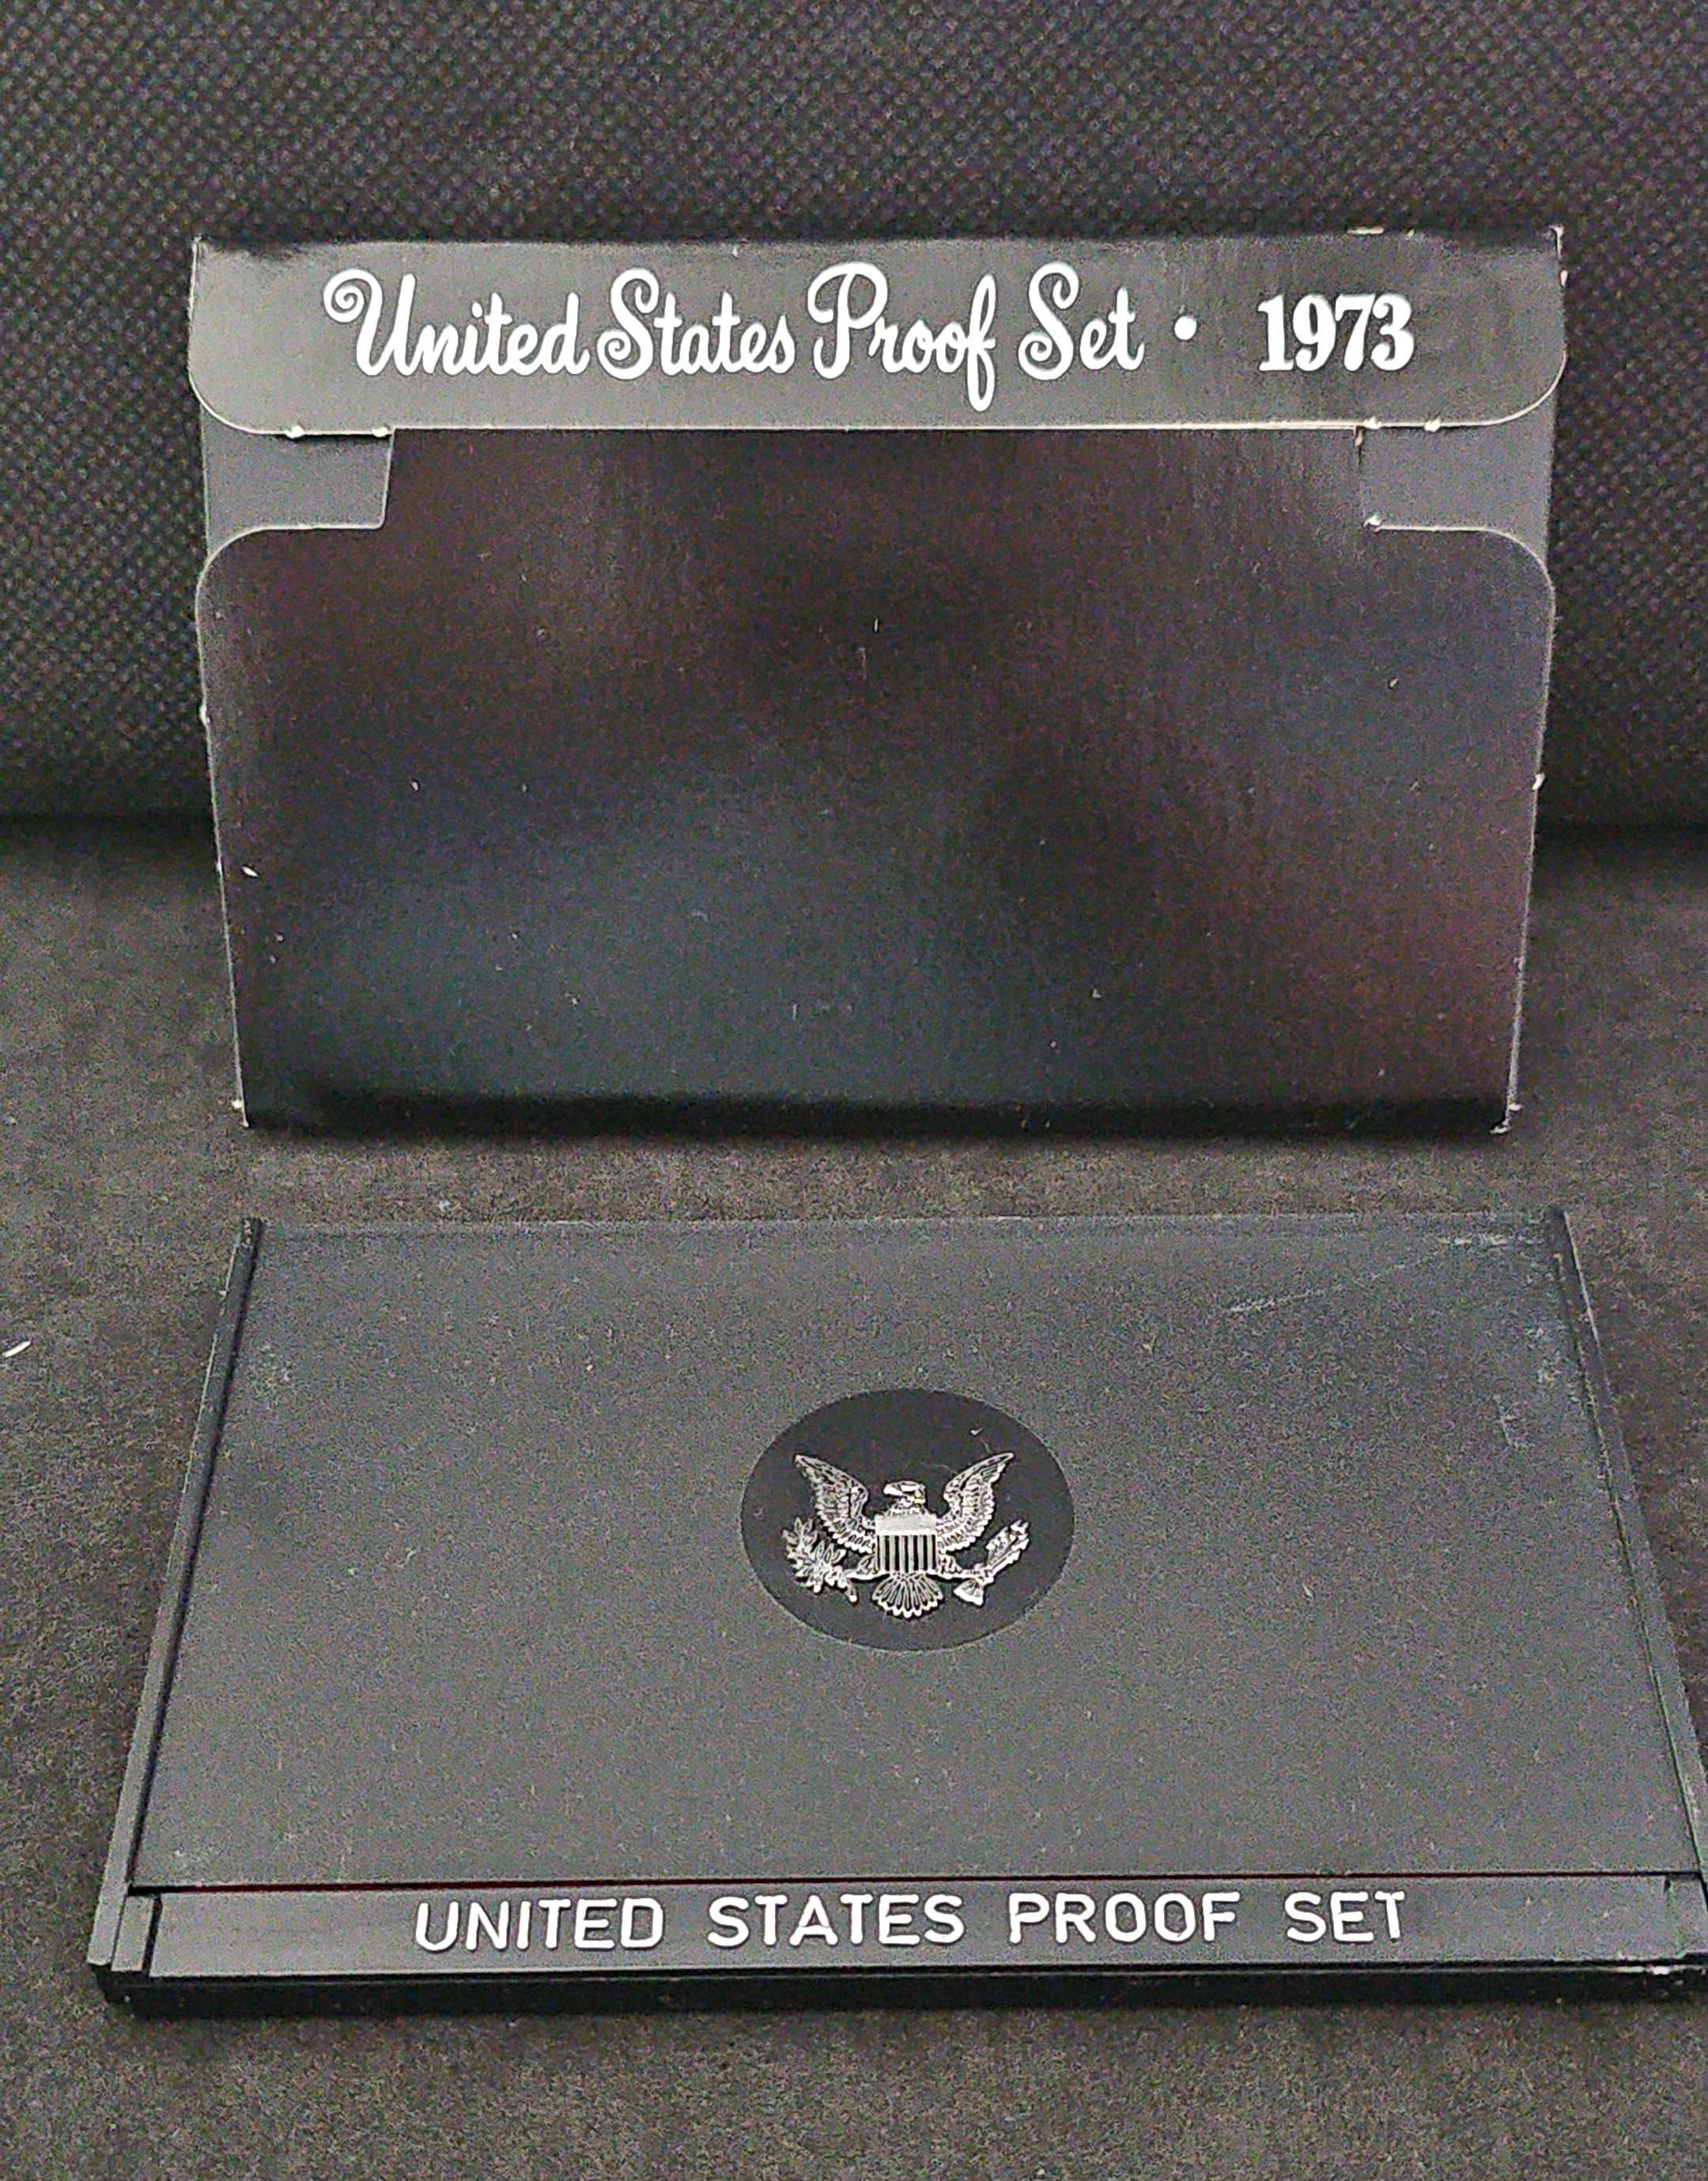 United States Proof Set • 1973
UNITED STATES PROOF SET